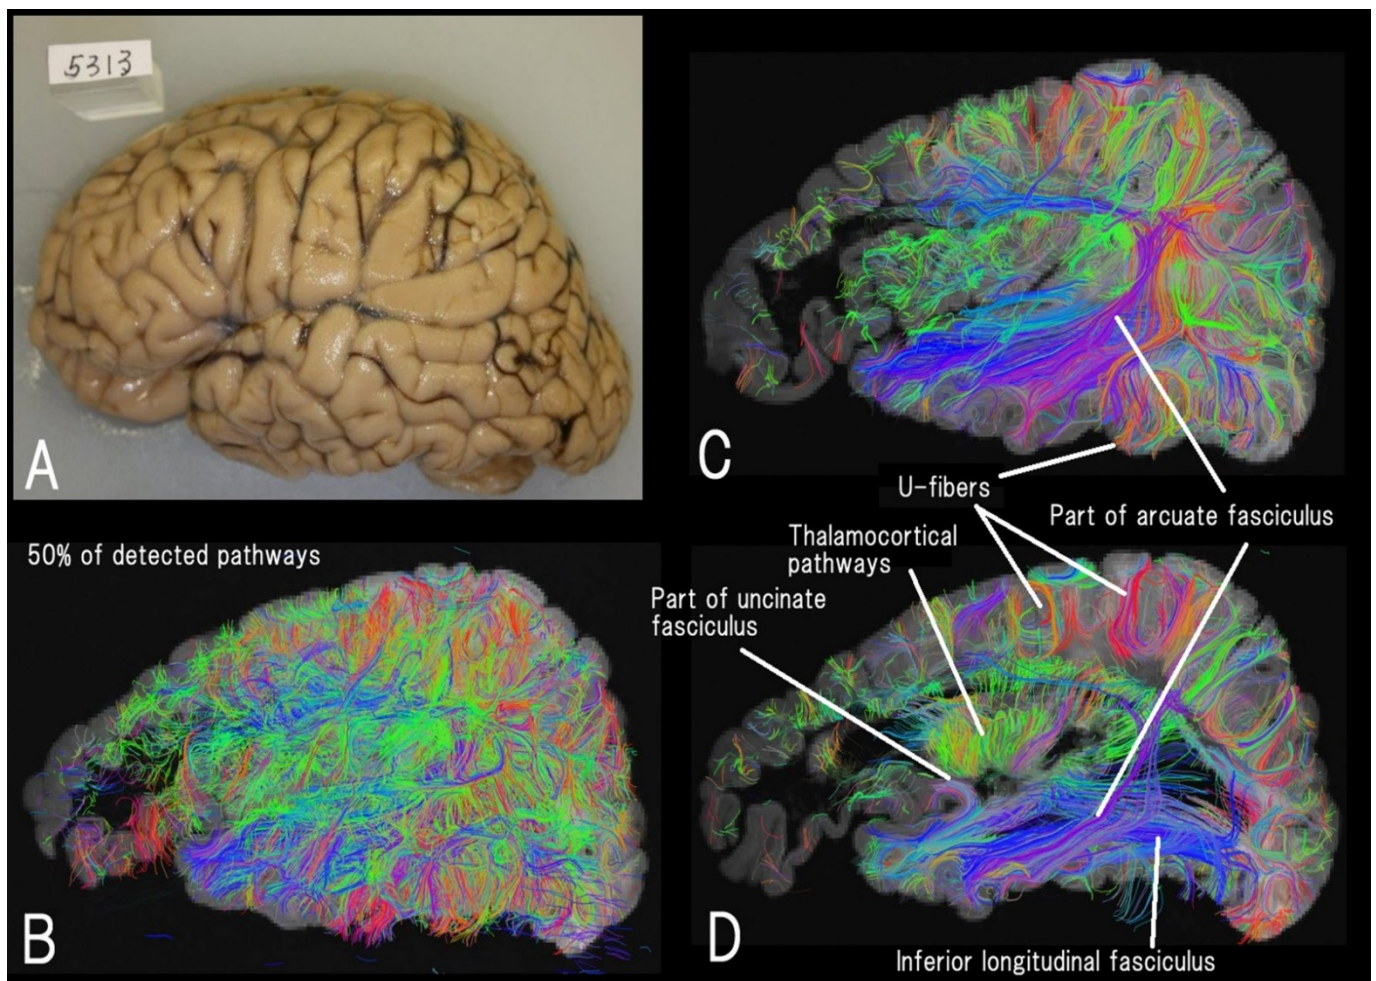 5313
A
C
U-fibers
Part of arcuate fasciculus
50% of detected pathways
Thalamocortical
pathways
Part of uncinate
fasciculus
B
D
Inferior longitudinal fasciculus